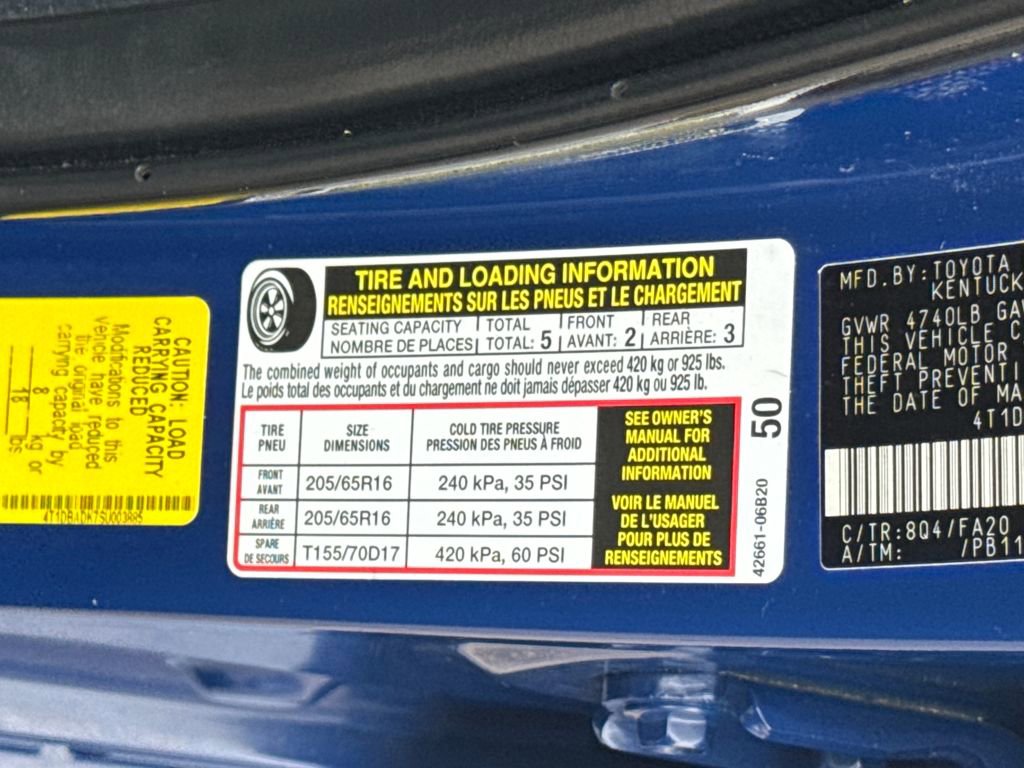 CAUTION: LOAD
CARRYING CAPACITY
REDUCED
Modifications to this
vehicle have reduced
the original load
carrying capacity by
8 kg or
18 lbs
TIRE AND LOADING INFORMATION
RENSEIGNEMENTS SUR LES PNEUS ET LE CHARGEMENT
SEATING CAPACITY TOTAL FRONT REAR
NOMBRE DE PLACES TOTAL: 5 AVANT: 2 ARRIÈRE: 3
The combined weight of occupants and cargo should never exceed 420 kg or 925 lbs.
Le poids total des occupants et du chargement ne doit jamais dépasser 420 kg ou 925 lb.
TIRE
PNEU
SIZE
DIMENSIONS
COLD TIRE PRESSURE
PRESSION DES PNEUS À FROID
FRONT
AVANT
205/65R16
240 kPa, 35 PSI
REAR
ARRIÈRE
205/65R16
240 kPa, 35 PSI
SPARE
DE SECOURS
T155/70D17
420 kPa, 60 PSI
SEE OWNER'S
MANUAL FOR
ADDITIONAL
INFORMATION
VOIR LE MANUEL
DE L'USAGER
POUR PLUS DE
RENSEIGNEMENTS
50
42661-06B20
MFD. BY: TOYOTA
KENTUCK
GVWR 4740LB GAW
THIS VEHICLE C
FEDERAL MOTOR
THEFT PREVENTI
THE DATE OF MA
4T1D
C/TR:8Q4/FA20
A/TM: /PB11